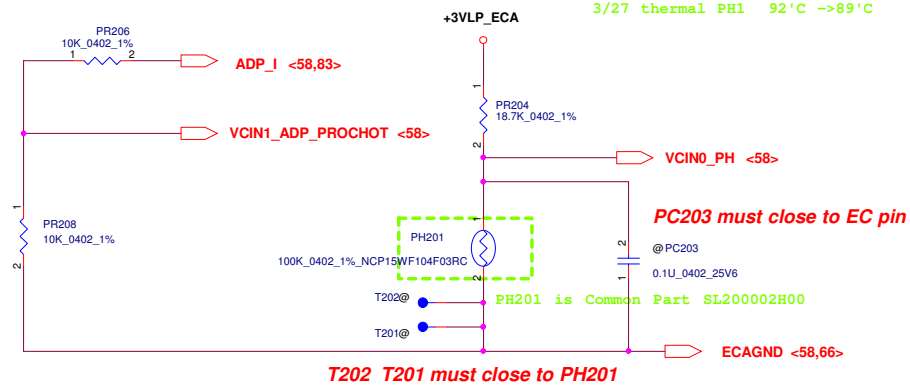 3/27 thermal PH1 92'C ->89'C
+3VLP_ECA
PR206
10K_0402_1%
1
2
ADP_I <58,83>
1
PR204
18.7K_0402_1%
2
VCIN1_ADP_PROCHOT <58>
VCIN0_PH <58>
1
PR208
10K_0402_1%
2
1
PH201
100K_0402_1%_NCP15WF104F03RC
2
PC203 must close to EC pin
2
@PC203
0.1U_0402_25V6
1
T202@
PH201 is Common Part SL200002H00
T201@
ECAGND <58,66>
T202 T201 must close to PH201